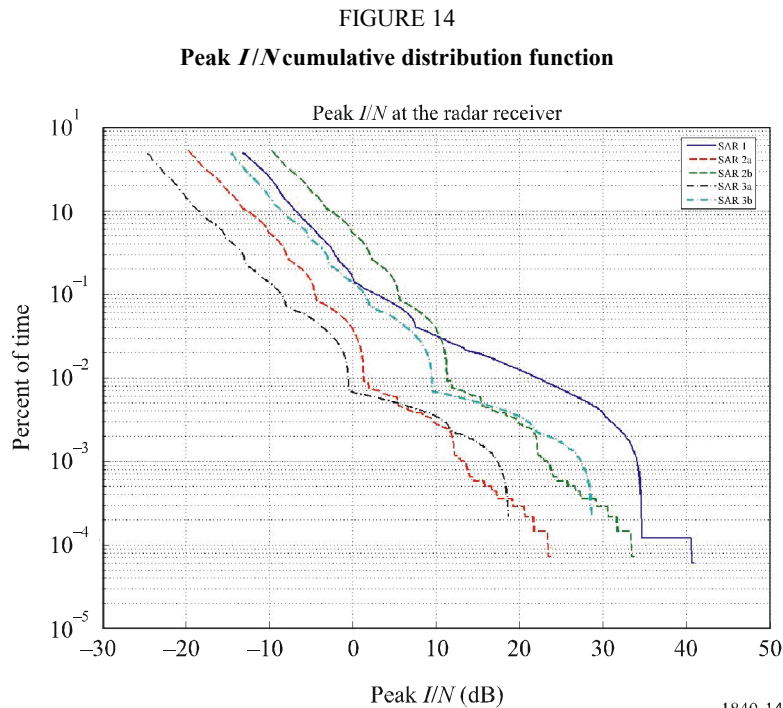 FIGURE 14
Peak I/N cumulative distribution function
Peak I/N at the radar receiver
10^1
10
10^-1
10^-2
10^-3
10^-4
10^-5
Percent of time
SAR 1
SAR 2a
SAR 2b
SAR 3a
SAR 3b
–30 –20 –10 0 10 20 30 40 50
Peak I/N (dB)